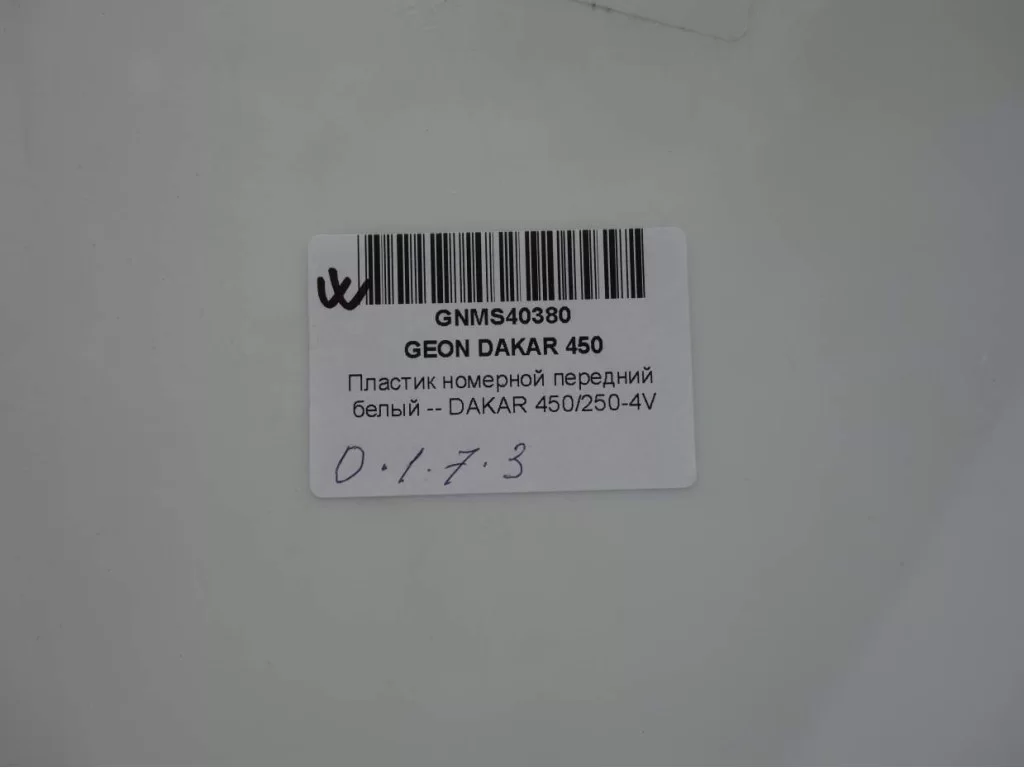 GNMS40380
GEON DAKAR 450
Пластик номерной передний
белый -- DAKAR 450/250-4V
0.1.7.3